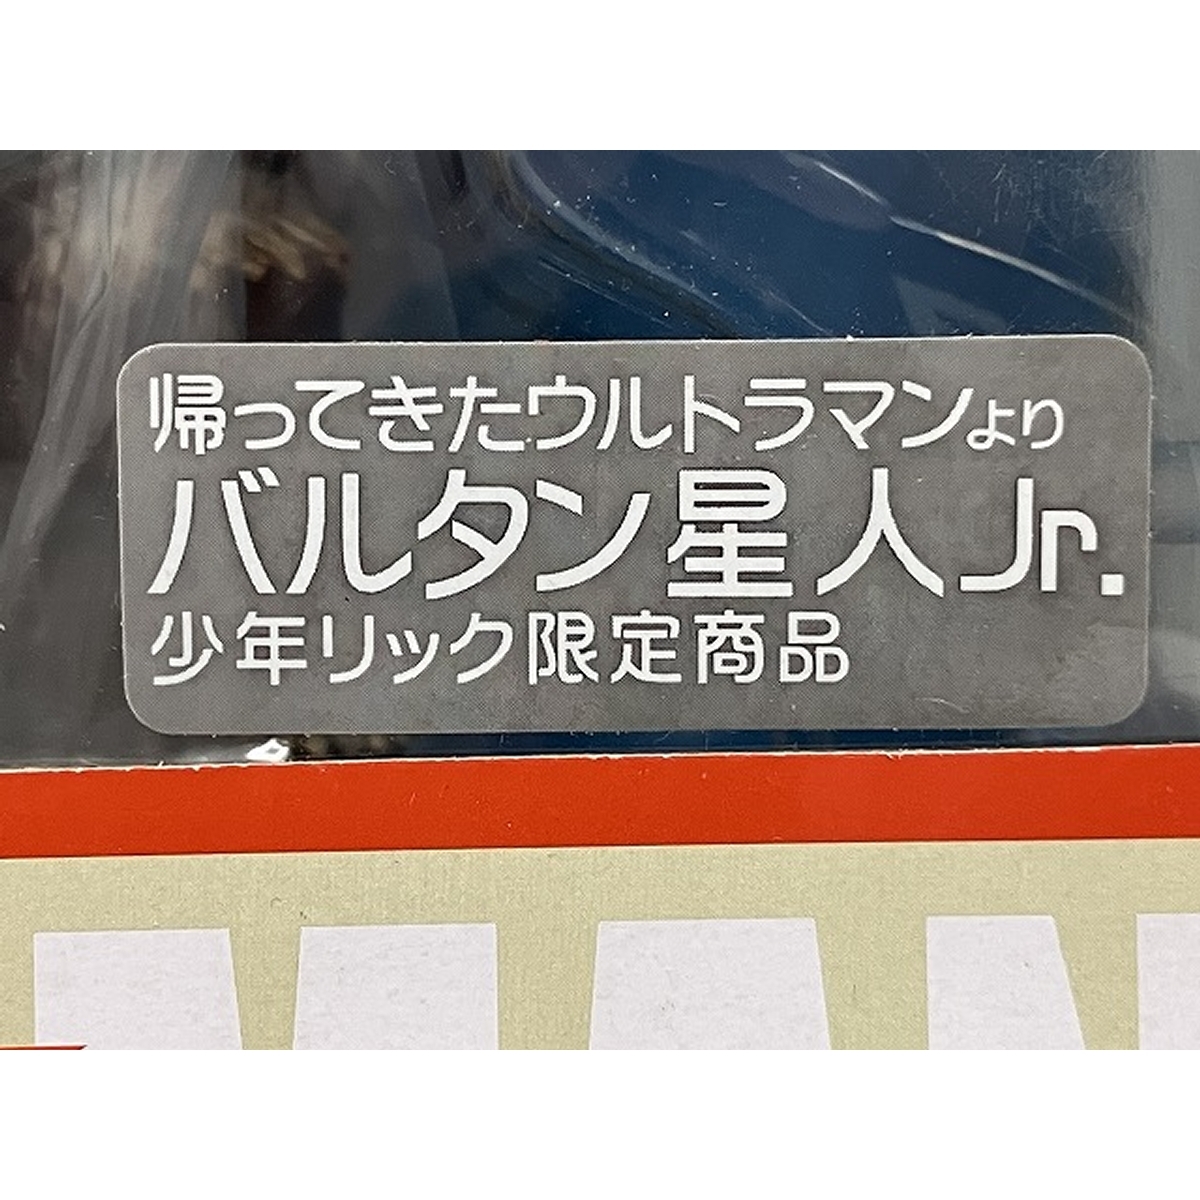 帰ってきたウルトラマンより
バルタン星人Jr.
少年リック限定商品
MAN